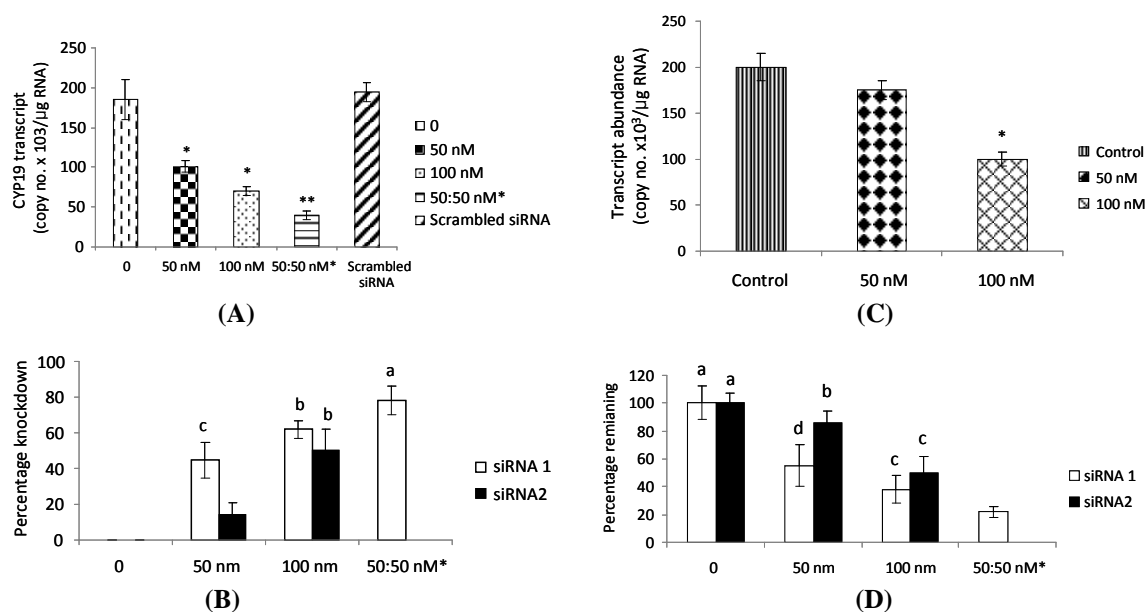 CYP19 transcript
(copy no. x 103/µg RNA)
250
200
150
100
50
0
*
*
**
0
50 nM
100 nM
50:50 nM*
Scrambled
siRNA
0
50 nM
100 nM
50:50 nM*
Scrambled siRNA
(A)
Transcript abundance
(copy no. x10³/µg RNA)
250
200
150
100
50
0
*
Control
50 nM
100 nM
Control
50 nM
100 nM
(C)
Percentage knockdown
100
80
60
40
20
0
c
b
b
a
0
50 nm
100 nm
50:50 nM*
siRNA 1
siRNA2
(B)
Percentage remianing
120
100
80
60
40
20
0
a
a
d
b
c
c
0
50 nm
100 nm
50:50 nM*
siRNA 1
siRNA2
(D)